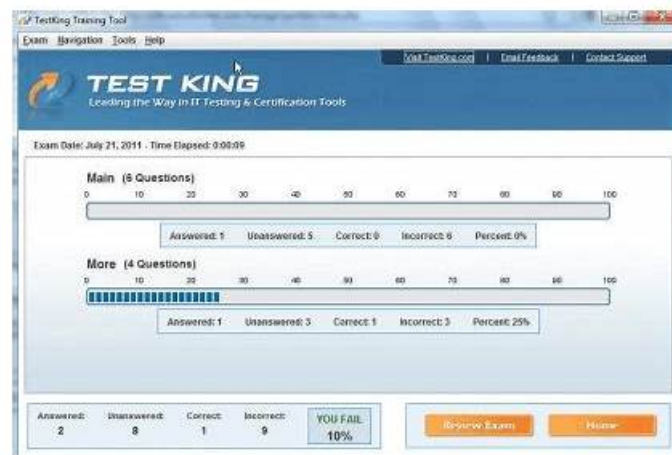 TestKing Training Tool
Exam Navigation Tools Help
Visit TestKing.com | Email Feedback | Contact Support
TEST KING
Leading the Way in IT Testing & Certification Tools
Exam Date: July 21, 2011 - Time Elapsed: 0:00:09
Main (6 Questions)
0 10 20 30 40 50 60 70 80 90 100
Answered: 1 Unanswered: 5 Correct: 0 Incorrect: 6 Percent: 0%
More (4 Questions)
0 10 20 30 40 50 60 70 80 90 100
Answered: 1 Unanswered: 3 Correct: 1 Incorrect: 3 Percent: 25%
Answered: Unanswered: Correct: Incorrect: YOU FAIL
2 8 1 9 10%
Review Exam Home